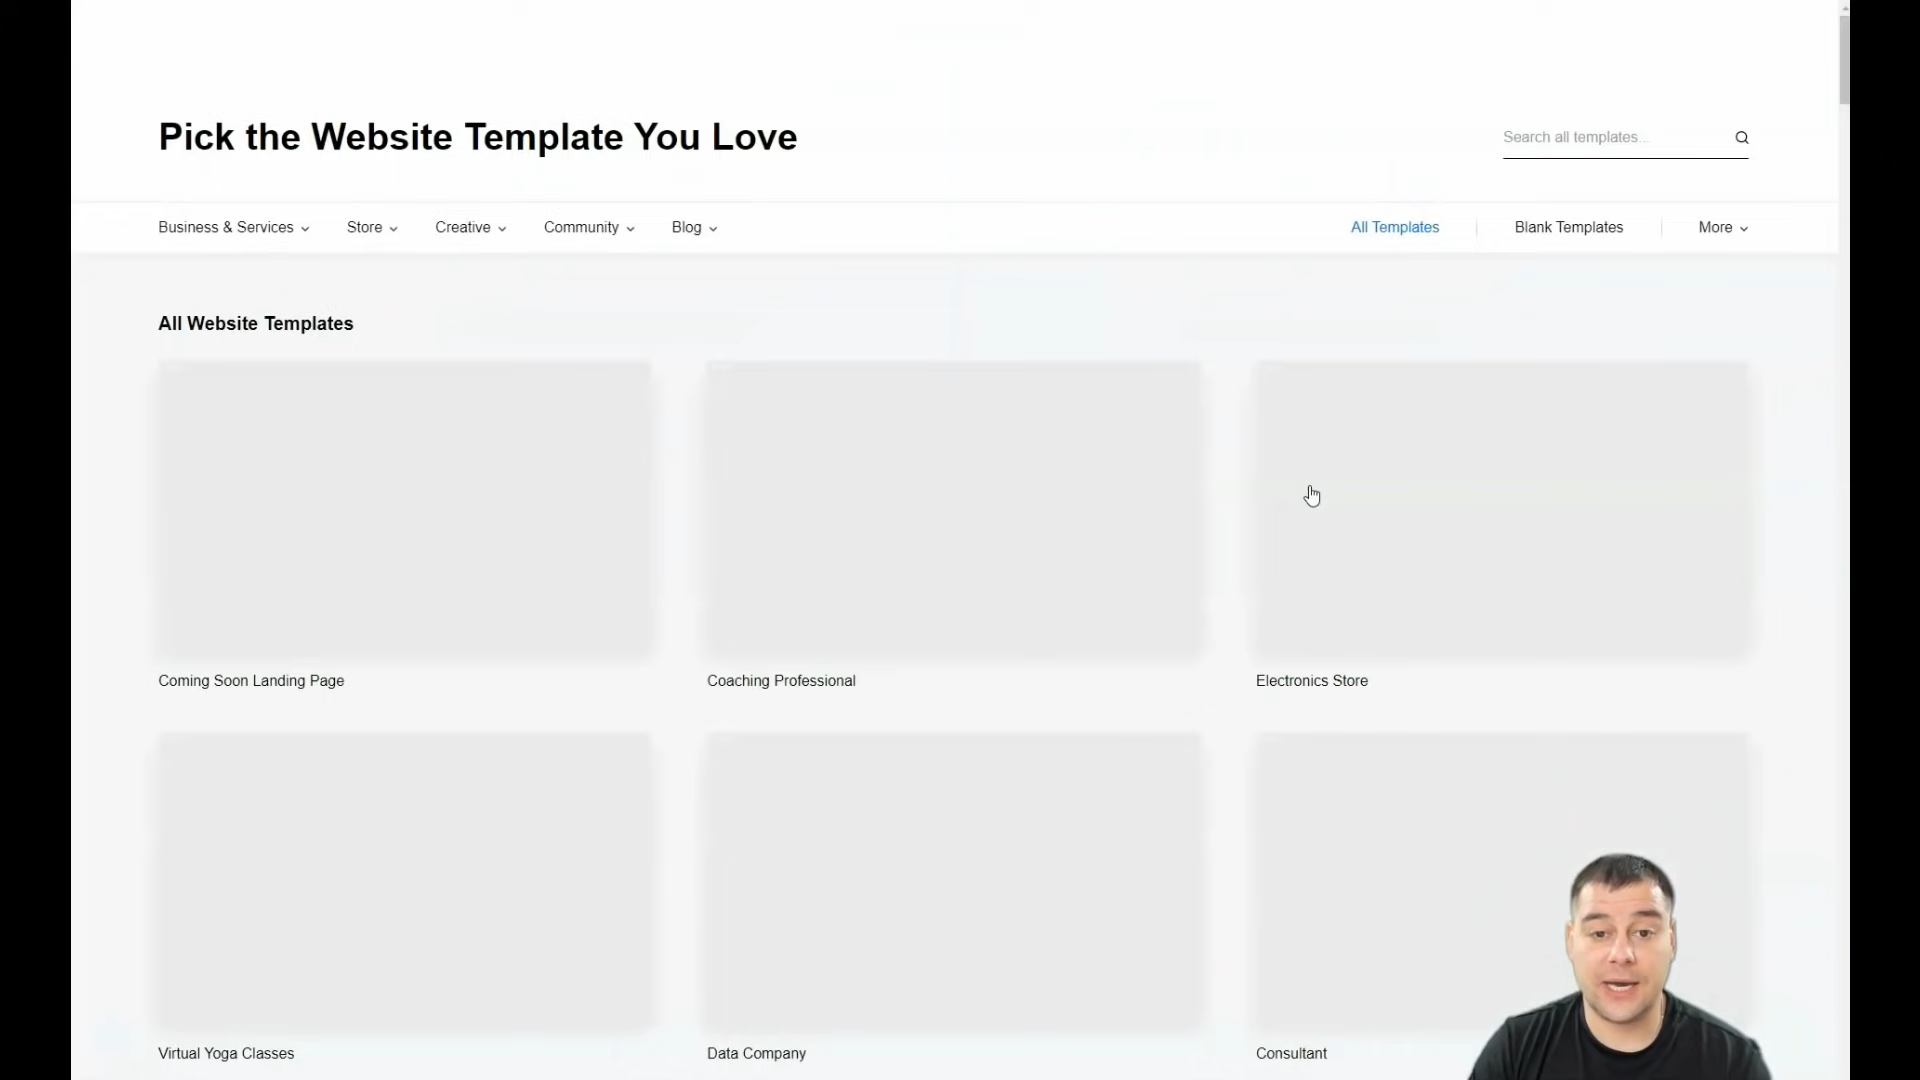 Pick the Website Template You Love
Search all templates...
Business & Services
Store
Creative
Community
Blog
All Templates
Blank Templates
More
All Website Templates
Coming Soon Landing Page
Coaching Professional
Electronics Store
Virtual Yoga Classes
Data Company
Consultant